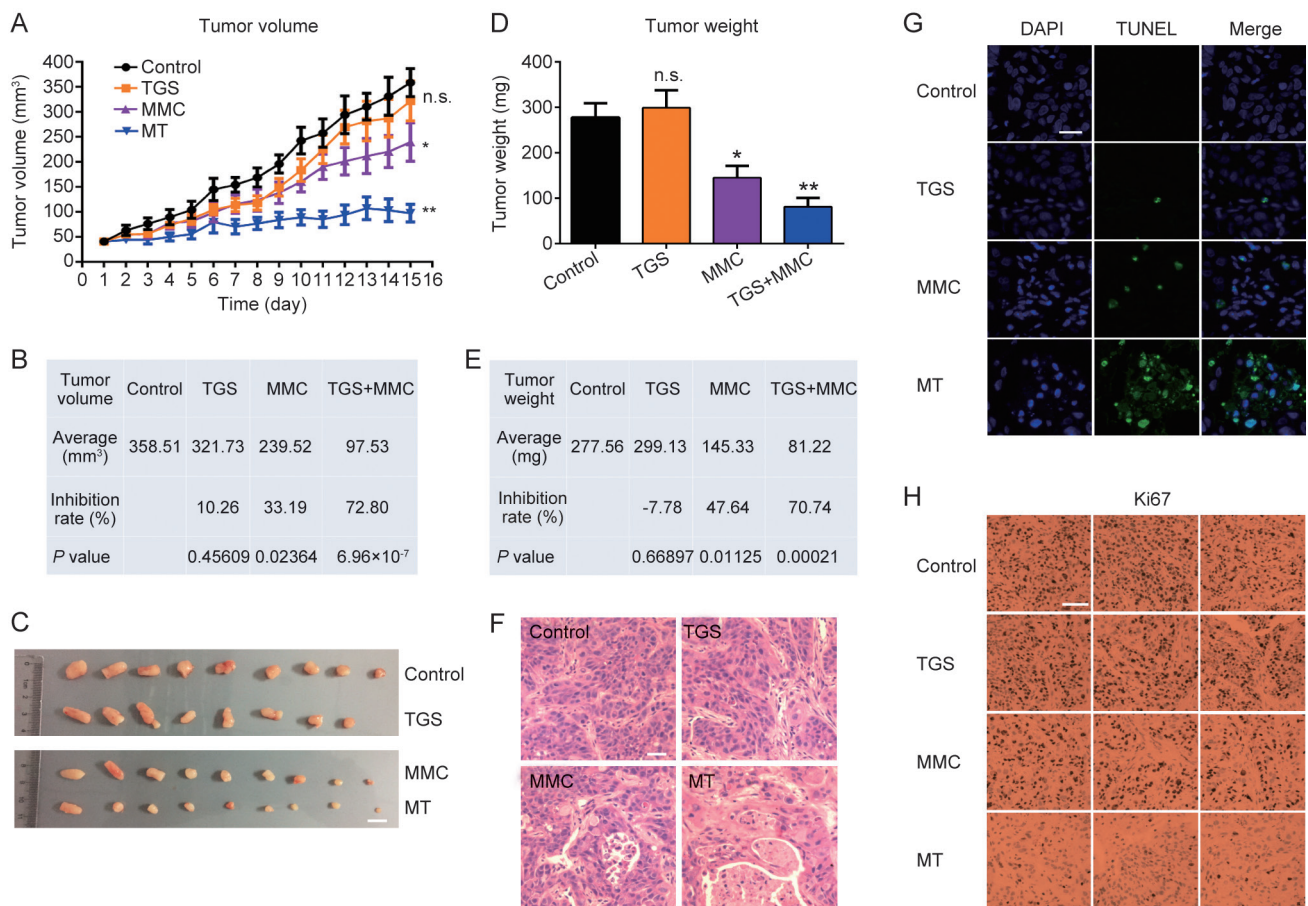 A
Tumor volume
Tumor volume (mm³)
400
350
300
250
200
150
100
50
0
Control
TGS
MMC
MT
n.s.
*
**
0 1 2 3 4 5 6 7 8 9 10 11 12 13 14 15 16
Time (day)
D
Tumor weight
Tumor weight (mg)
400
300
200
100
0
n.s.
*
**
Control
TGS
MMC
TGS+MMC
B
Tumor volume Control TGS MMC TGS+MMC
Average (mm³) 358.51 321.73 239.52 97.53
Inhibition rate (%) 10.26 33.19 72.80
P value 0.45609 0.02364 6.96×10⁻⁷
E
Tumor weight Control TGS MMC TGS+MMC
Average (mg) 277.56 299.13 145.33 81.22
Inhibition rate (%) -7.78 47.64 70.74
P value 0.66897 0.01125 0.00021
C
Control
TGS
MMC
MT
F
Control
TGS
MMC
MT
G
DAPI TUNEL Merge
Control
TGS
MMC
MT
H
Ki67
Control
TGS
MMC
MT